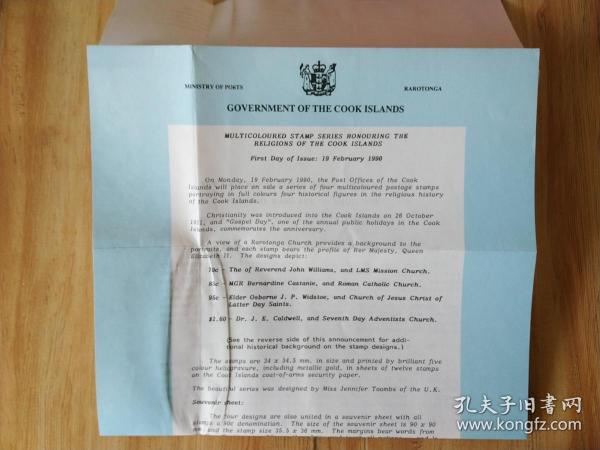 MINISTRY OF POSTS
RAROTONGA
GOVERNMENT OF THE COOK ISLANDS
MULTICOLOURED STAMP SERIES HONOURING THE
RELIGIONS OF THE COOK ISLANDS
First Day of Issue: 19 February 1990
On Monday, 19 February 1990, the Post Offices of the Cook
Islands will place on sale a series of four multicoloured postage stamps
portraying in full colours four historical figures in the religious history
of the Cook Islands.
Christianity was introduced into the Cook Islands on 26 October
and "Gospel Day", one of the annual public holidays in the Cook
Islands, commemorates the anniversary.
A view of a Rarotonga Church provides a background to the
portraits, and each stamp bears the profile of Her Majesty, Queen
Elizabeth II. The designs depict:
70c - The of Reverend John Williams, and LMS Mission Church.
85c - MGR Bernardine Castanie, and Roman Catholic Church.
95c - Elder Osborne J. P. Widsloe, and Church of Jesus Christ of
Latter Day Saints.
$1.60 - Dr. J. E. Caldwell, and Seventh Day Adventists Church.
(See the reverse side of this announcement for addi-
tional historical background on the stamp designs.)
The stamps are 24 x 34.5 mm. in size and printed by brilliant five
colour heliogravure, including metallic gold, in sheets of twelve stamps
on the Cook Islands coat-of-arms security paper.
The beautiful series was designed by Miss Jennifer Toombs of the U.K.
Souvenir sheet:
The four designs are also united in a souvenir sheet with all
stamps a 90c denomination. The size of the souvenir sheet is 90 x 90
mm. and the stamp size 35.5 x 36 mm. The margins bear words from
孔夫子旧书网
www.kongfz.com